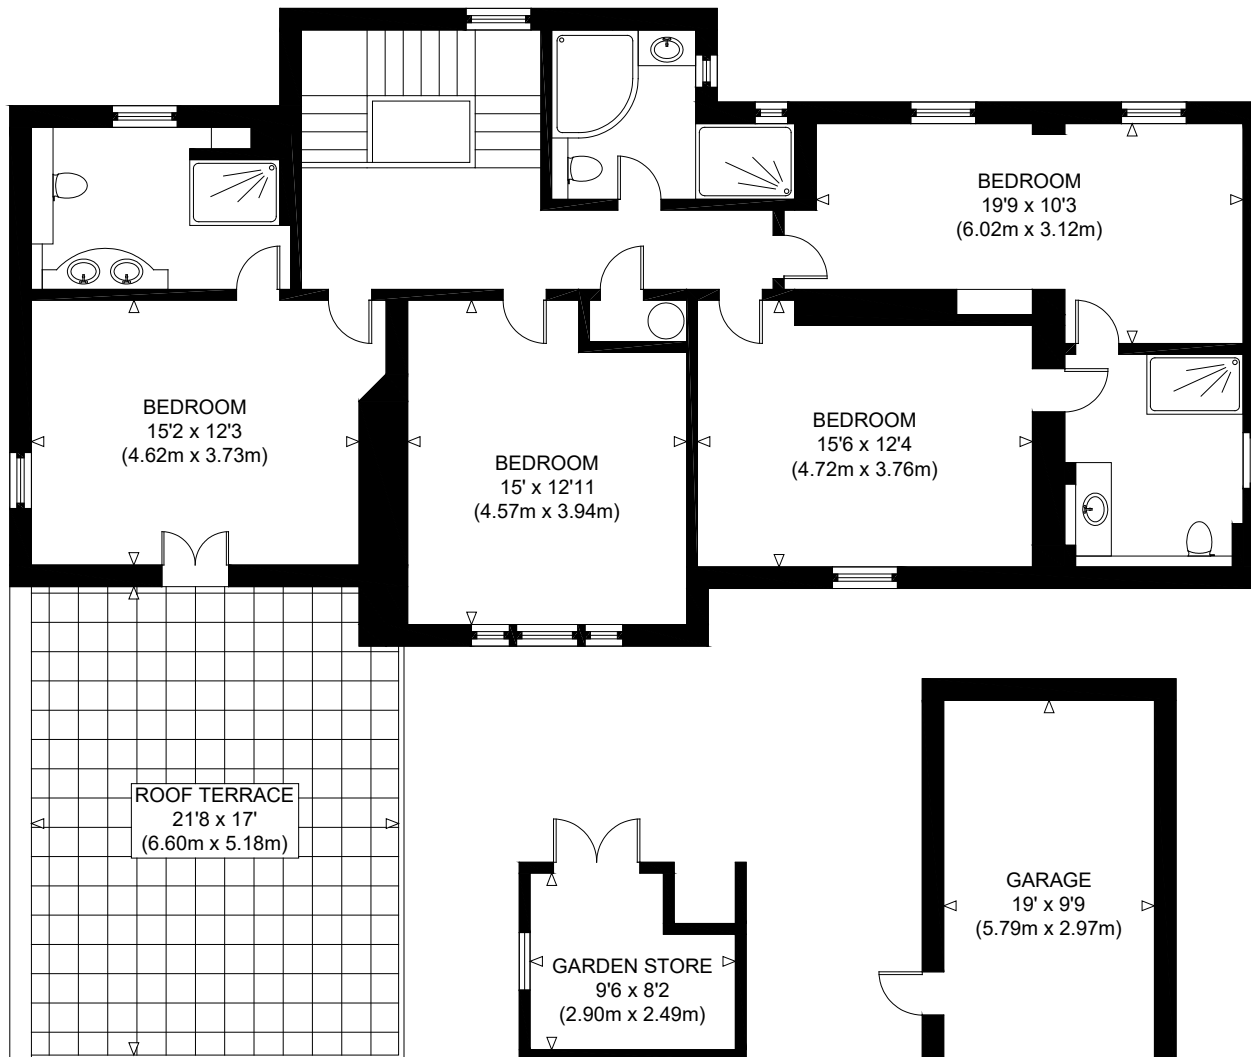 BEDROOM
19'9 x 10'3
(6.02m x 3.12m)
BEDROOM
15'2 x 12'3
(4.62m x 3.73m)
BEDROOM
15' x 12'11
(4.57m x 3.94m)
BEDROOM
15'6 x 12'4
(4.72m x 3.76m)
ROOF TERRACE
21'8 x 17'
(6.60m x 5.18m)
GARDEN STORE
9'6 x 8'2
(2.90m x 2.49m)
GARAGE
19' x 9'9
(5.79m x 2.97m)